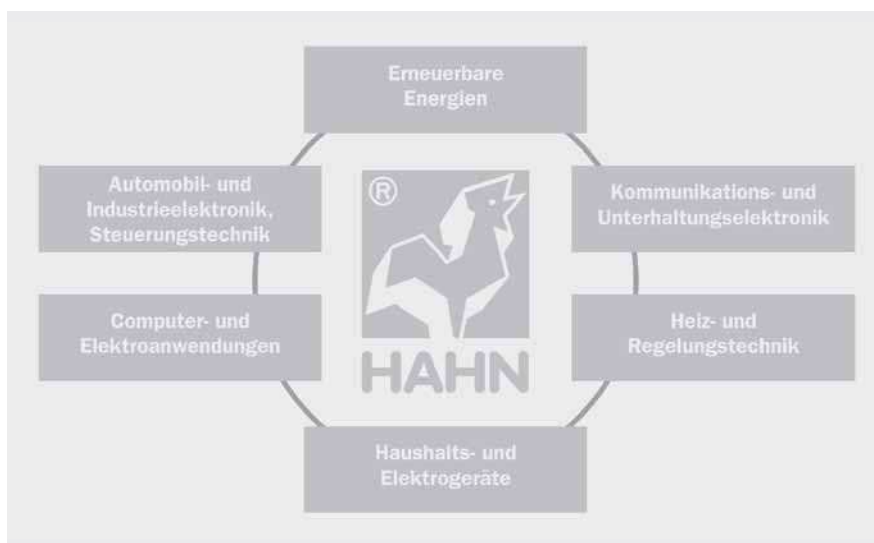 Erneuerbare
Energien
Automobil- und
Industrieelektronik,
Steuerungstechnik
®
Kommunikations- und
Unterhaltungselektronik
Computer- und
Elektroanwendungen
HAHN
Heiz- und
Regelungstechnik
Haushalts- und
Elektrogeräte